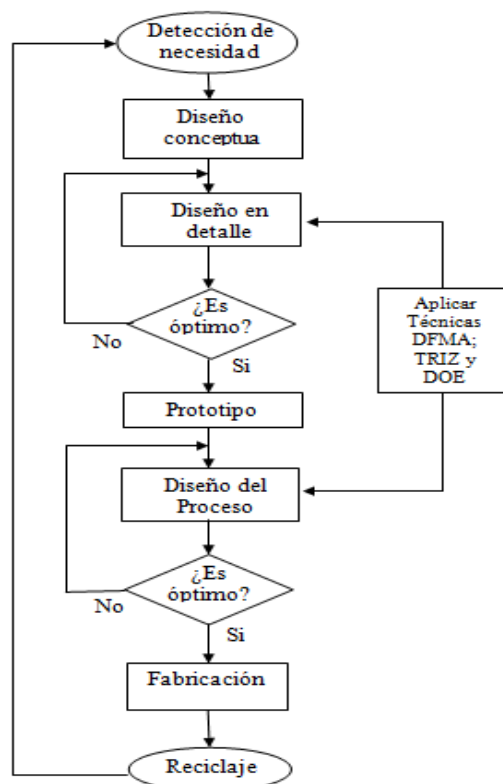 Detección de
necesidad
Diseño
conceptua
Diseño en
detalle
¿Es
óptimo?
No
Si
Aplicar
Técnicas
DFMA;
TRIZ y
DOE
Prototipo
Diseño del
Proceso
¿Es
óptimo?
No
Si
Fabricación
Reciclaje